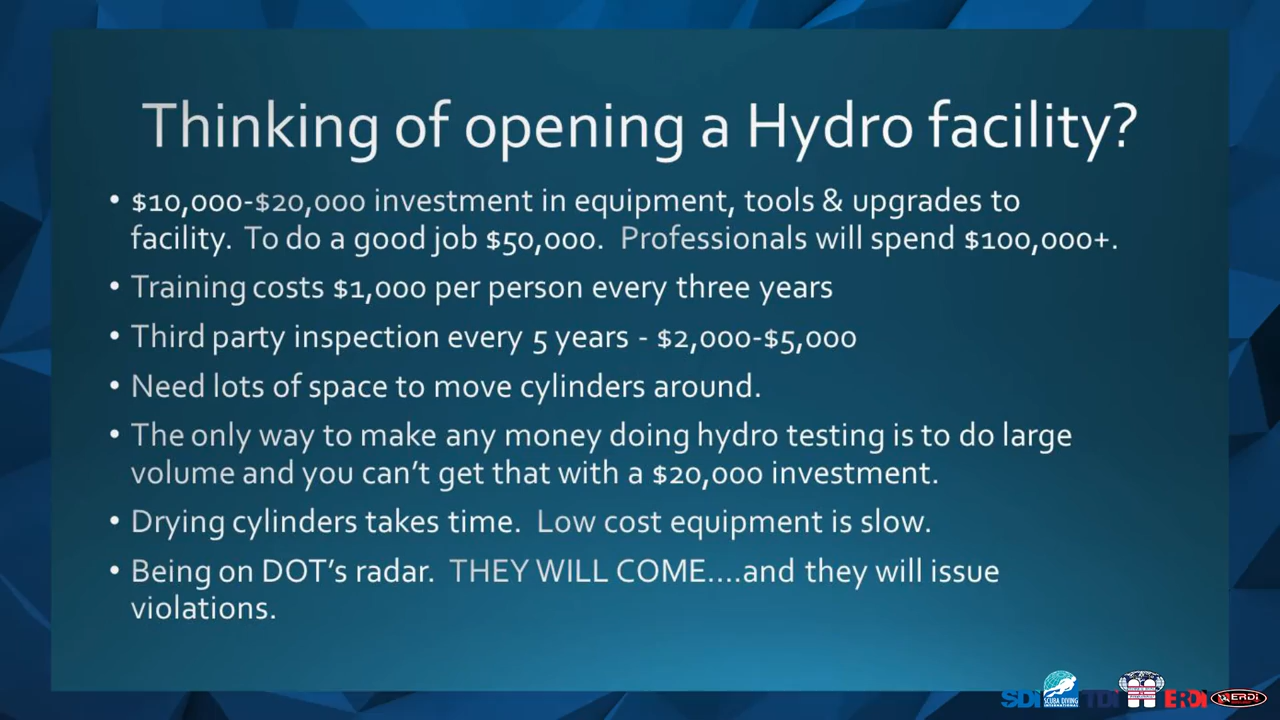 Thinking of opening a Hydro facility?
• $10,000-$20,000 investment in equipment, tools & upgrades to
facility.  To do a good job $50,000.  Professionals will spend $100,000+.
• Training costs $1,000 per person every three years
• Third party inspection every 5 years - $2,000-$5,000
• Need lots of space to move cylinders around.
• The only way to make any money doing hydro testing is to do large
volume and you can't get that with a $20,000 investment.
• Drying cylinders takes time.  Low cost equipment is slow.
• Being on DOT's radar.  THEY WILL COME....and they will issue
violations.
SDI SCUBA DIVING INTERNATIONAL TDI ERDI ERDI